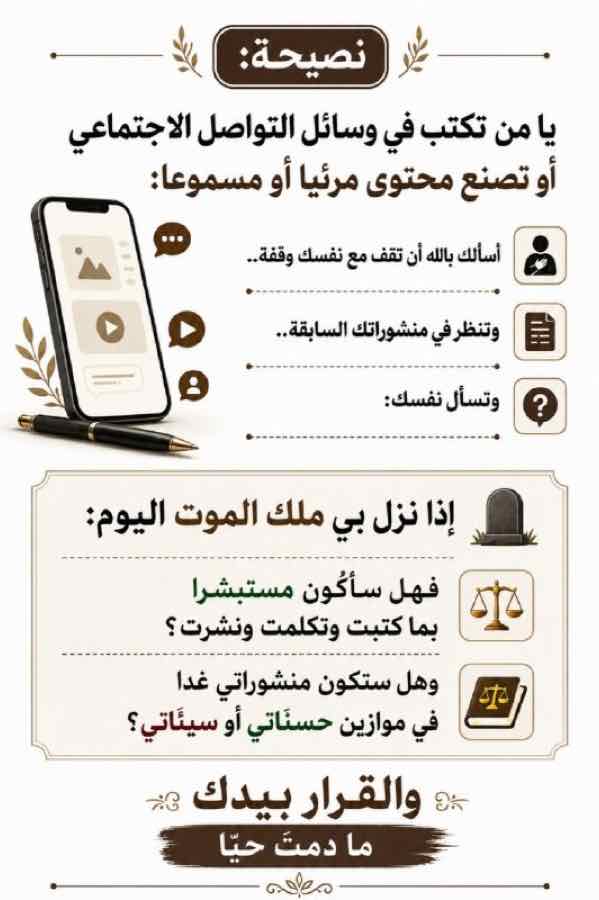 نصيحة:
يا من تكتب في وسائل التواصل الاجتماعي
أو تصنع محتوى مرئيا أو مسموعا:
أسألك بالله أن تقف مع نفسك وقفة..
وتنظر في منشوراتك السابقة..
وتسأل نفسك:
إذا نزل بي ملك الموت اليوم:
فهل سأكُون مستبشرا
بما كتبت وتكلمت ونشرت؟
وهل ستكون منشوراتي غدا
في موازين حسنَاتي أو سيئَاتي؟
والقرار بيدك
ما دمتَ حيّا